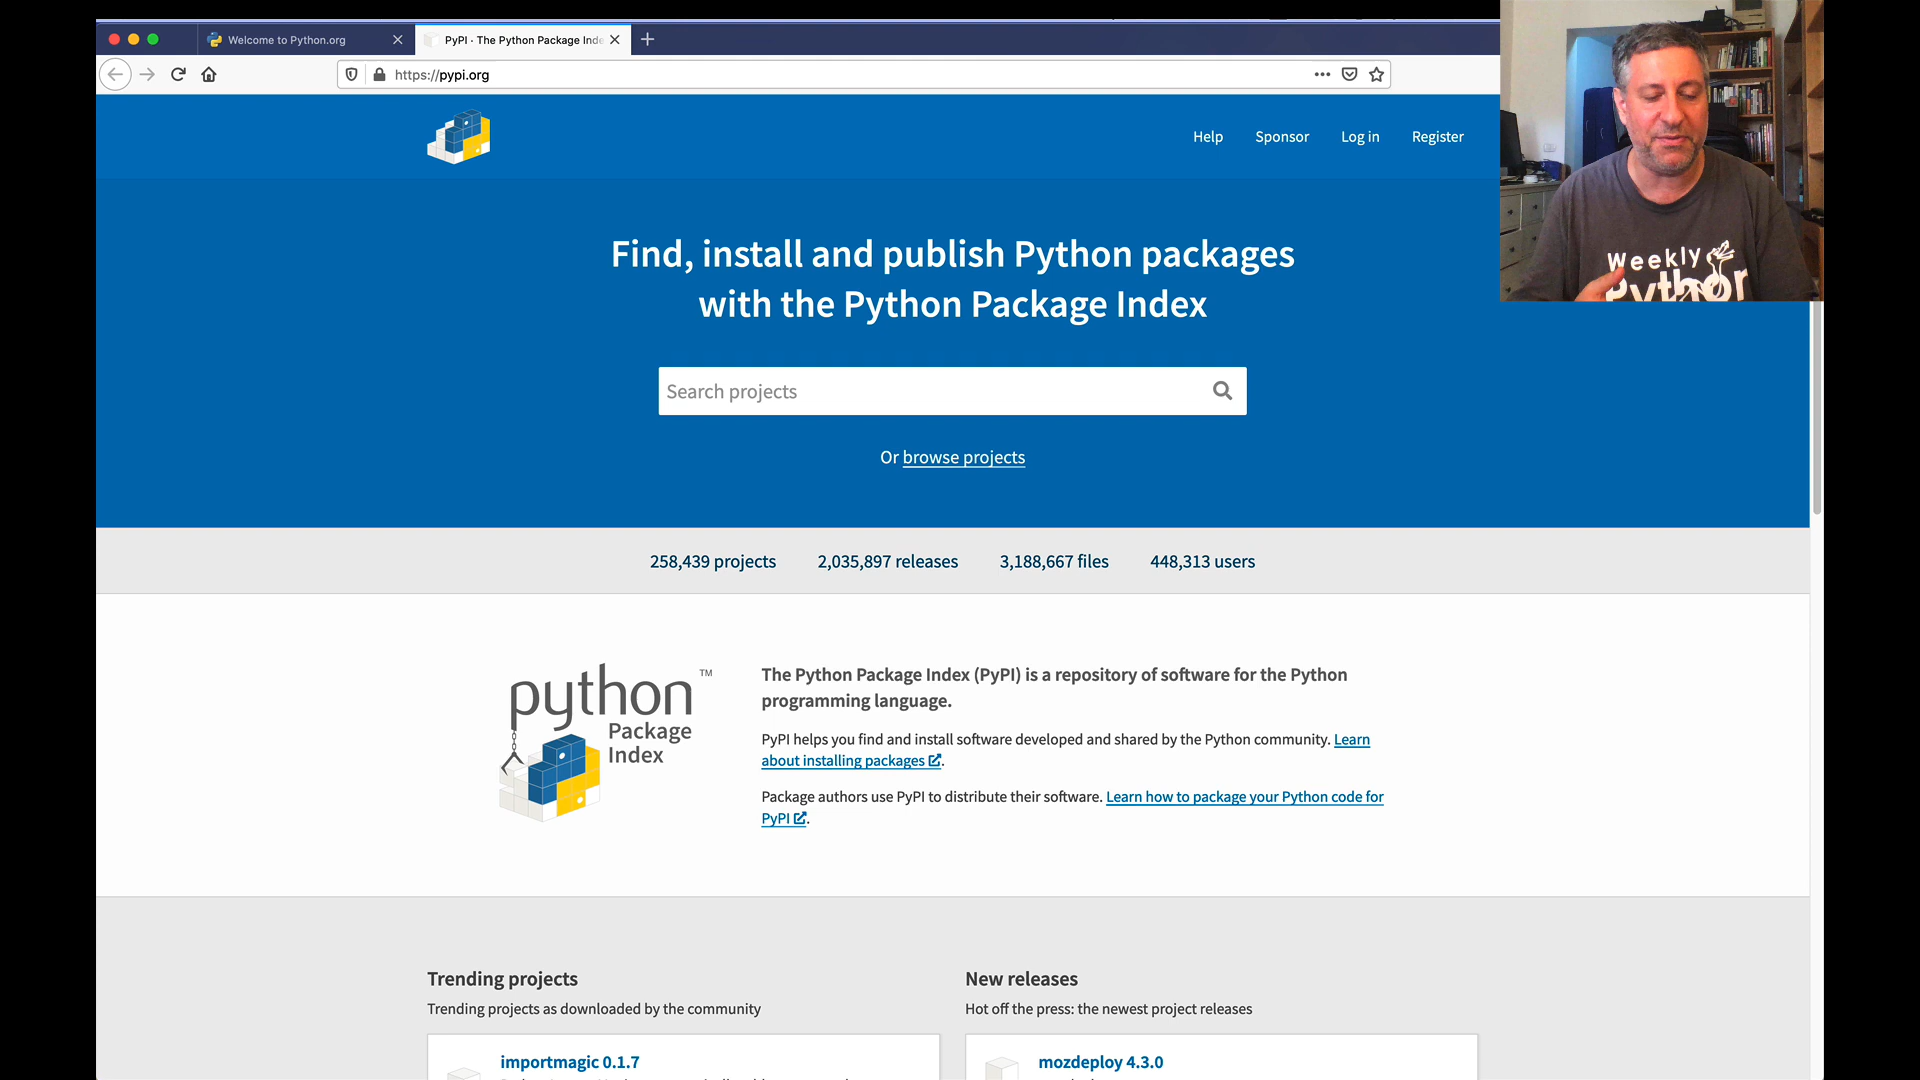 Welcome to Python.org
PyPI · The Python Package Inde
https://pypi.org
Help Sponsor Log in Register
Find, install and publish Python packages
with the Python Package Index
Search projects
Or browse projects
258,439 projects 2,035,897 releases 3,188,667 files 448,313 users
python TM
Package
Index
The Python Package Index (PyPI) is a repository of software for the Python
programming language.
PyPI helps you find and install software developed and shared by the Python community. Learn
about installing packages.
Package authors use PyPI to distribute their software. Learn how to package your Python code for
PyPI.
Trending projects
Trending projects as downloaded by the community
importmagic 0.1.7
New releases
Hot off the press: the newest project releases
mozdeploy 4.3.0
Weekly
Python